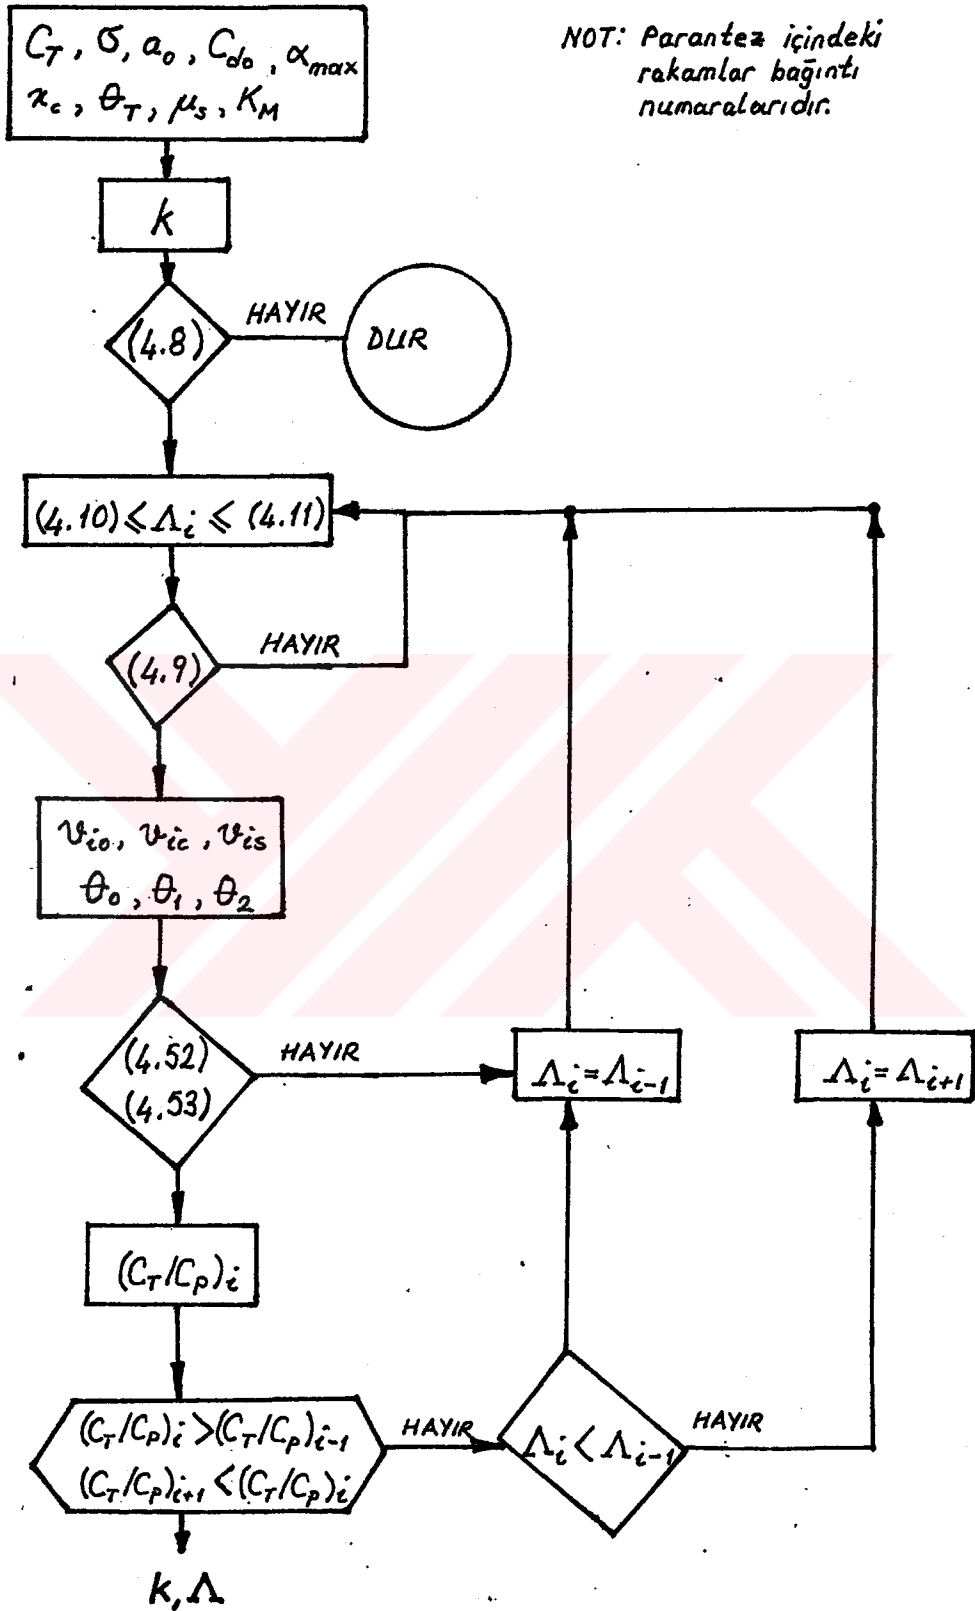 C_T, σ, a_o, C_do, α_max
x_c, θ_T, μ_s, K_M
NOT: Parantez içindeki
rakamlar bağıntı
numaralarıdır.
k
(4.8)
HAYIR
DUR
(4.10) ≤ Λ_i ≤ (4.11)
(4.9)
HAYIR
v_io, v_ic, v_is
θ_0, θ_1, θ_2
(4.52)
(4.53)
HAYIR
Λ_i = Λ_i-1
Λ_i = Λ_i+1
(C_T/C_P)_i
(C_T/C_P)_i > (C_T/C_P)_i-1
(C_T/C_P)_i+1 < (C_T/C_P)_i
HAYIR
Λ_i < Λ_i-1
HAYIR
k, Λ